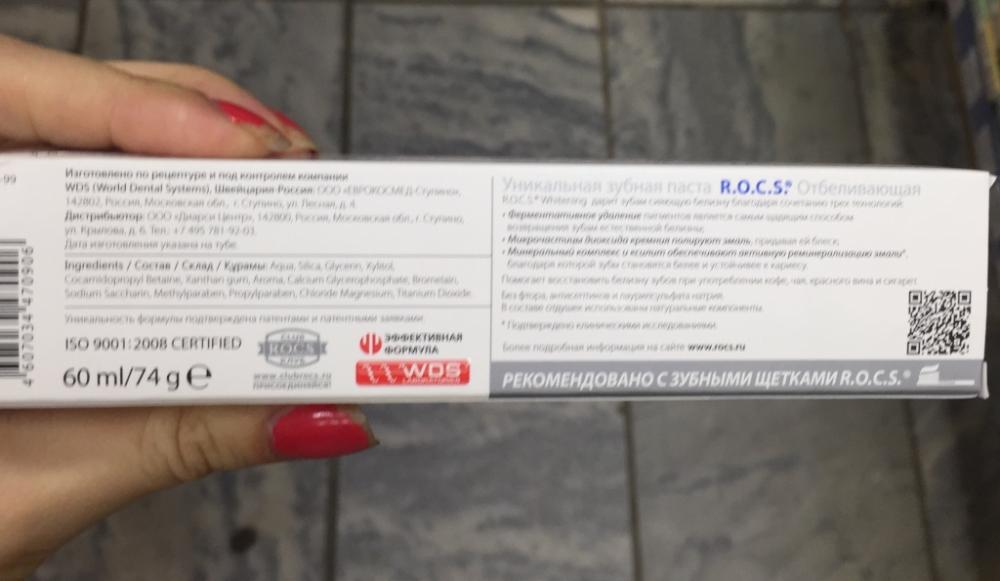 -99
4 607034 470906
Изготовлено по рецептуре и под контролем компании
WDS (World Dental Systems), Швейцария-Россия: ООО «ЕВРОКОСМЕД-Ступино»,
142802, Россия, Московская обл., г. Ступино, ул. Лесная, д. 4.
Дистрибьютор: ООО «Диарси Центр», 142800, Россия, Московская обл., г. Ступино,
ул. Крылова, д. 6. Тел.: +7 495 781-92-03.
Дата изготовления указана на тубе.
Ingredients / Состав / Склад / Құрамы: Aqua, Silica, Glycerin, Xylitol,
Cocamidopropyl Betaine, Xanthan gum, Aroma, Calcium Glycerophosphate, Bromelain,
Sodium Saccharin, Methylparaben, Propylparaben, Chloride Magnesium, Titanium Dioxide.
Уникальность формулы подтверждена патентами и патентными заявками.
ISO 9001:2008 CERTIFIED
60 ml/74 g ℮
CLUB
ROCS
КЛУБ
www.clubrocs.ru
ПРИСОЕДИНЯЙСЯ!
ЭФФЕКТИВНАЯ
ФОРМУЛА
WDS
LABORATORIES
Уникальная зубная паста R.O.C.S.® Отбеливающая
R.O.C.S.® Whitening дарит зубам сияющую белизну благодаря сочетанию трех технологий:
• Ферментативное удаление пигментов является самым щадящим способом
возвращения зубам естественной белизны;
• Микрочастицы диоксида кремния полируют эмаль, придавая ей блеск;
• Минеральный комплекс и ксилит обеспечивают активную реминерализацию эмали*,
благодаря которой зубы становятся белее и устойчивее к кариесу.
Помогает восстановить белизну зубов при употреблении кофе, чая, красного вина и сигарет.
Без фтора, антисептиков и лаурилсульфата натрия.
В составе отдушек использованы натуральные компоненты.
* Подтверждено клиническими исследованиями.
Более подробная информация на сайте www.rocs.ru
РЕКОМЕНДОВАНО С ЗУБНЫМИ ЩЕТКАМИ R.O.C.S.®